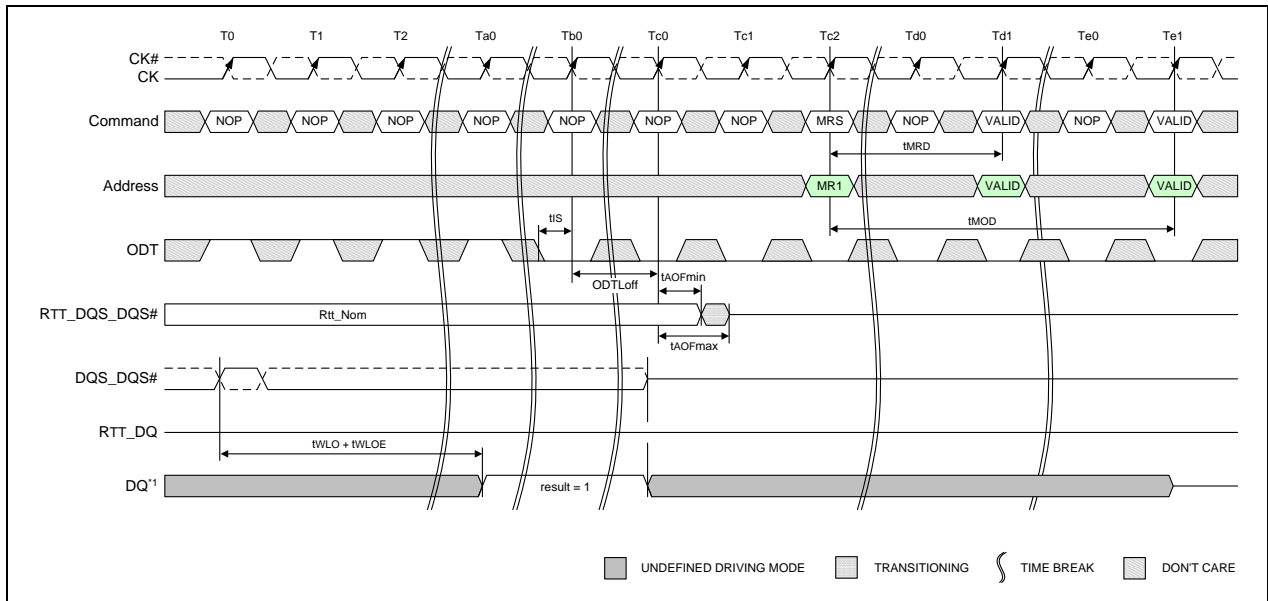 T0 T1 T2 Ta0 Tb0 Tc0 Tc1 Tc2 Td0 Td1 Te0 Te1
CK#
CK
Command NOP NOP NOP NOP NOP NOP NOP MRS NOP VALID NOP VALID
tMRD
Address MR1 VALID VALID
tIS tMOD
ODT
ODTLoff tAOFmin
RTT_DQS_DQS# Rtt_Nom
tAOFmax
DQS_DQS#
RTT_DQ
tWLO + tWLOE
DQ*1 result = 1
UNDEFINED DRIVING MODE TRANSITIONING TIME BREAK DON'T CARE